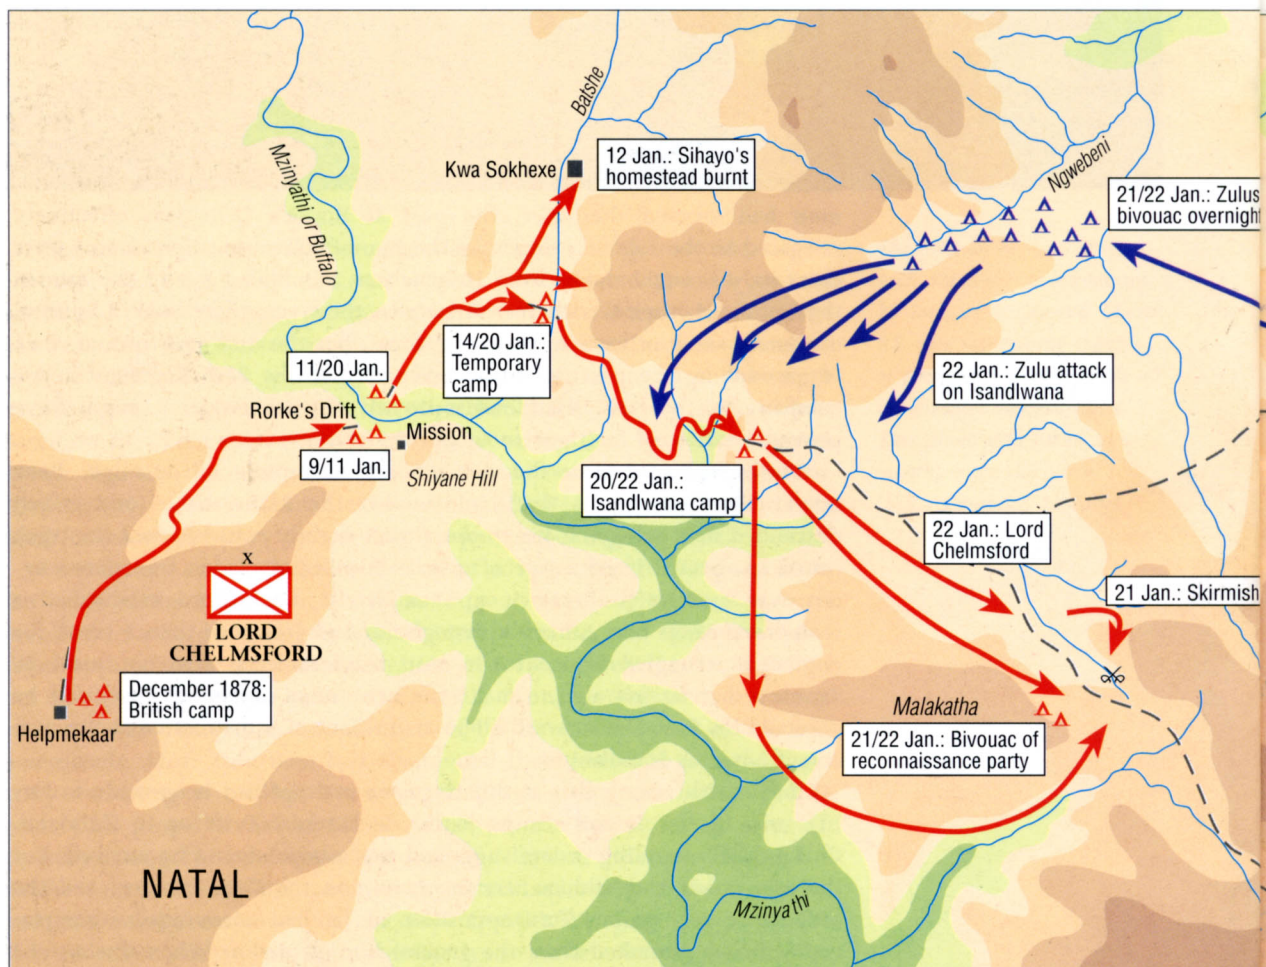 Batshe
Mzinyathi or Buffalo
Kwa Sokhexe
12 Jan.: Sihayo's
homestead burnt
Ngwebeni
21/22 Jan.: Zulus
bivouac overnight
11/20 Jan.
14/20 Jan.:
Temporary
camp
22 Jan.: Zulu attack
on Isandlwana
Rorke's Drift
Mission
9/11 Jan.
Shiyane Hill
20/22 Jan.:
Isandlwana camp
22 Jan.: Lord
Chelmsford
X
LORD
CHELMSFORD
21 Jan.: Skirmish
December 1878:
British camp
Helpmekaar
Malakatha
21/22 Jan.: Bivouac of
reconnaissance party
NATAL
Mzinyathi